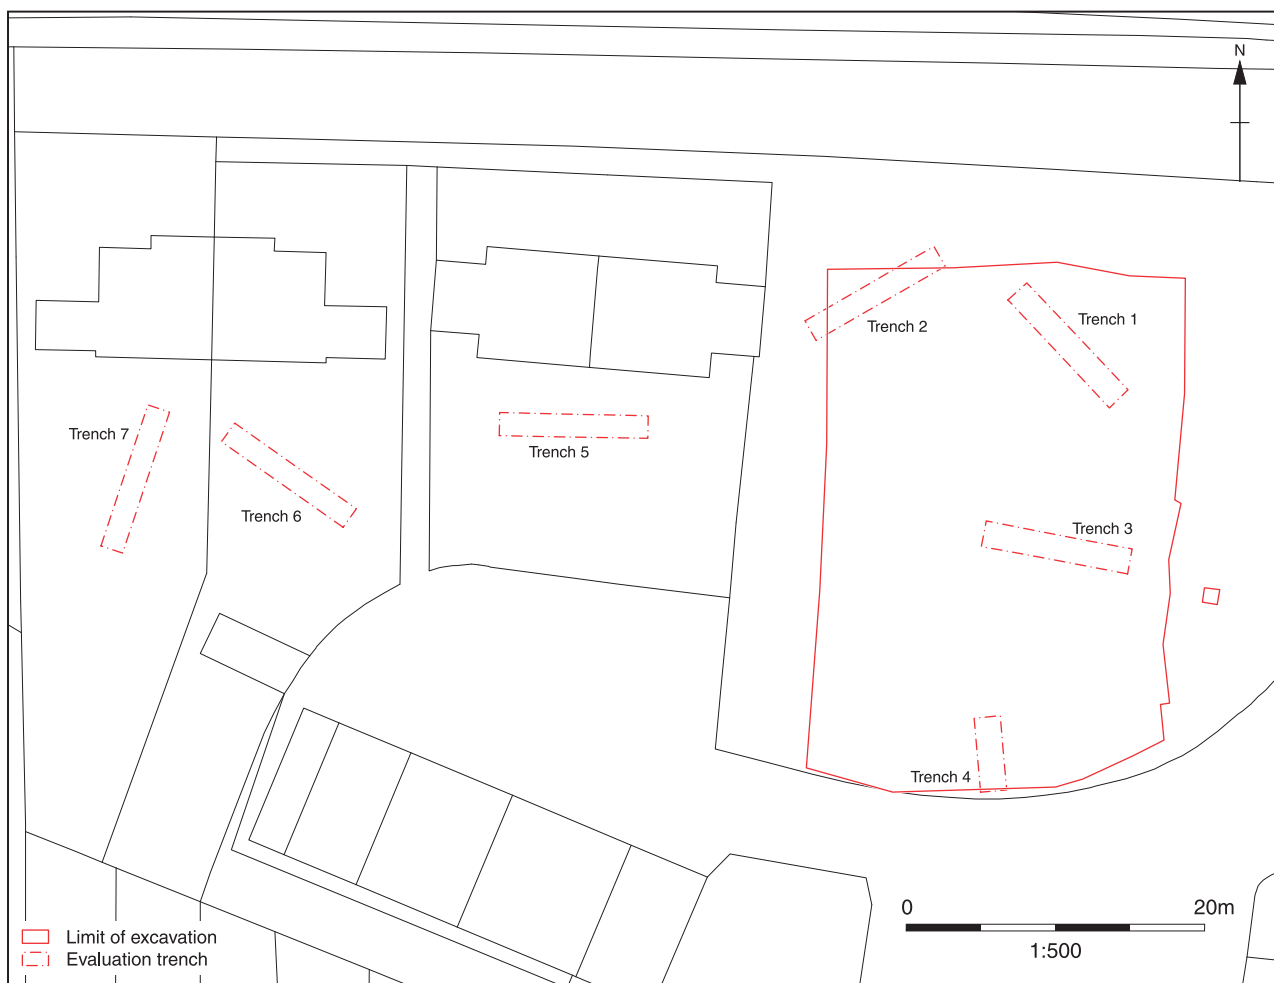 N
Trench 1
Trench 2
Trench 7
Trench 5
Trench 6
Trench 3
Trench 4
0 20m
1:500
Limit of excavation
Evaluation trench